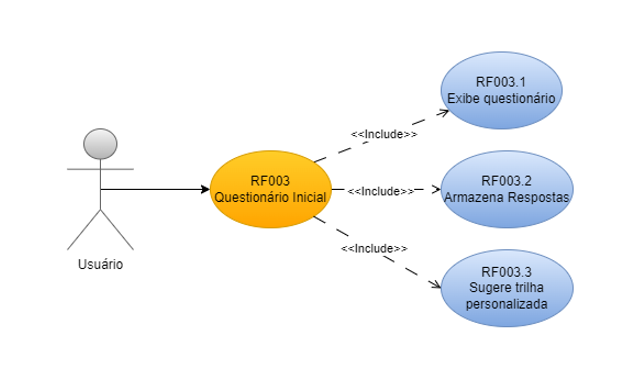 RF003.1
Exibe questionário
<<Include>>
RF003
Questionário Inicial
<<Include>>
RF003.2
Armazena Respostas
<<Include>>
Usuário
RF003.3
Sugere trilha
personalizada